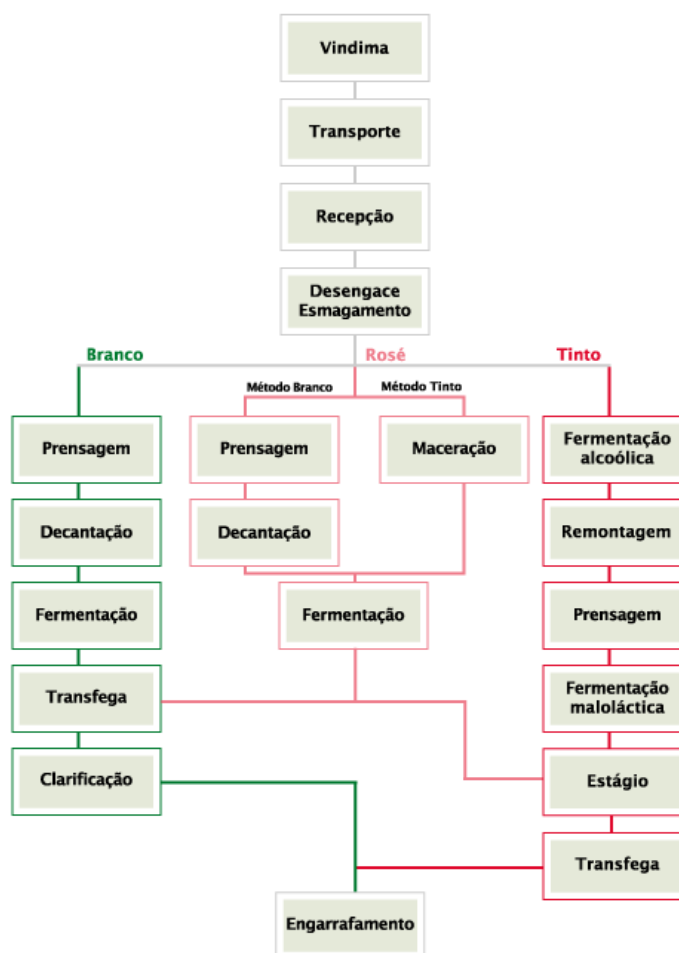 Vindima
Transporte
Recepção
Desengace
Esmagamento
Branco
Rosé
Tinto
Método Branco
Método Tinto
Prensagem
Prensagem
Maceração
Fermentação
alcoólica
Decantação
Decantação
Remontagem
Fermentação
Fermentação
Prensagem
Transfega
Fermentação
maloláctica
Clarificação
Estágio
Transfega
Engarrafamento